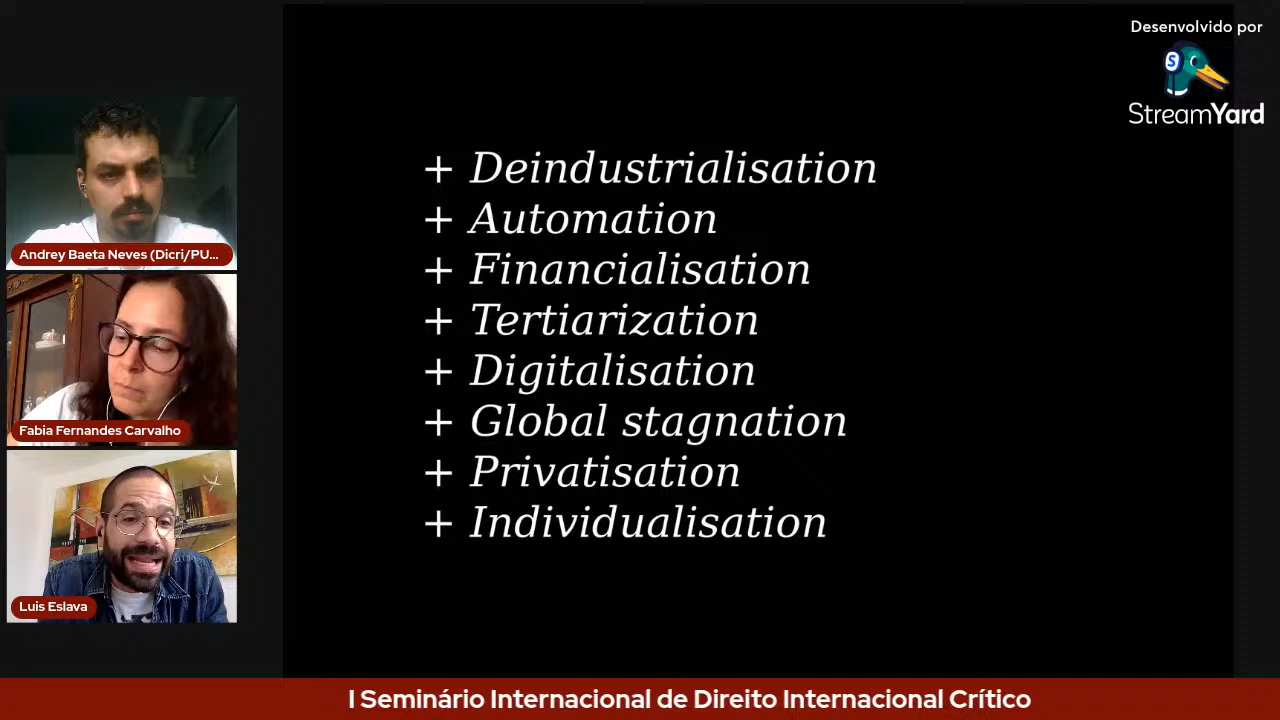 Desenvolvido por
StreamYard
+ Deindustrialisation
+ Automation
+ Financialisation
+ Tertiarization
+ Digitalisation
+ Global stagnation
+ Privatisation
+ Individualisation
Andrey Baeta Neves (Dicri/PU...
Fabia Fernandes Carvalho
Luis Eslava
I Seminário Internacional de Direito Internacional Crítico